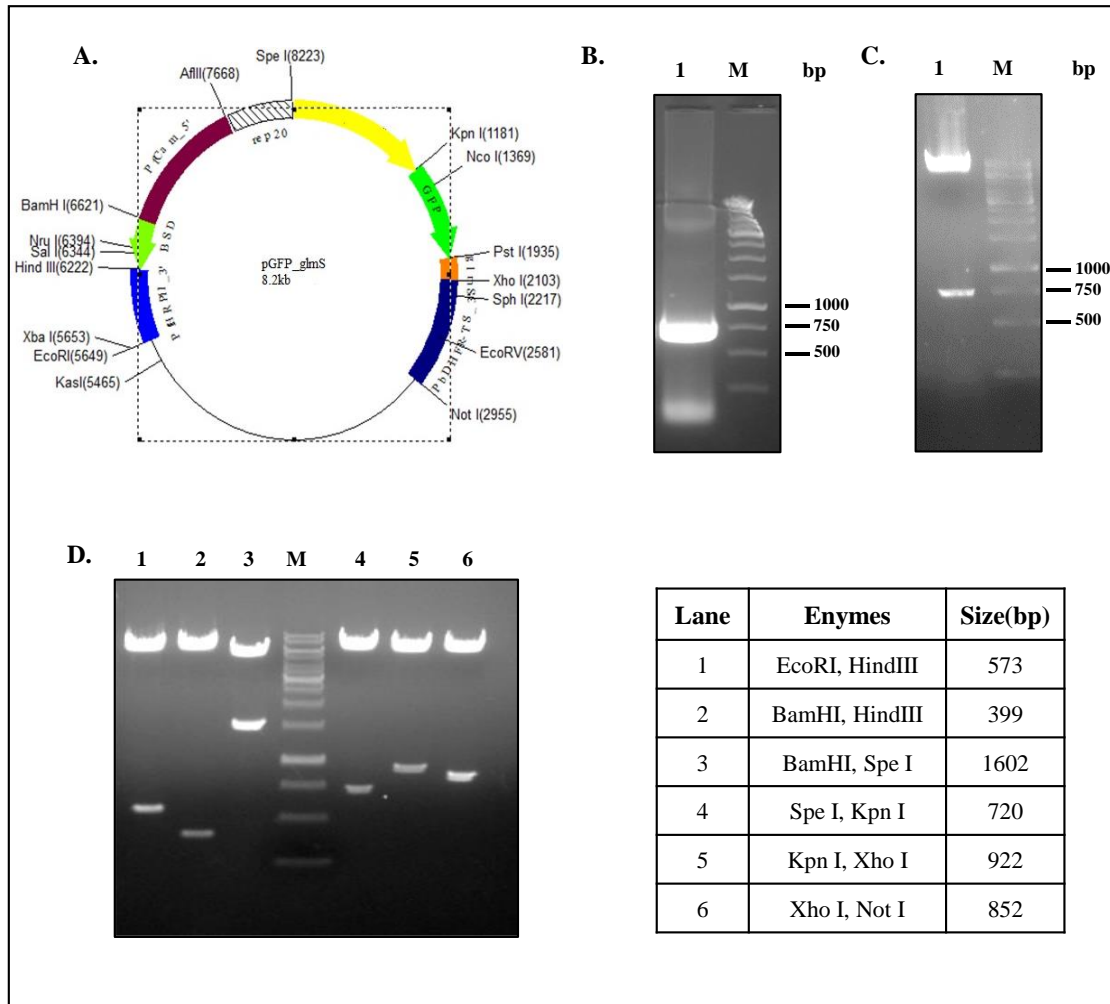 A.
Spe I(8223)
AflII(7668)
rep20
PfCam_5'
Kpn I(1181)
Nco I(1369)
GPP
BamH I(6621)
Nru I(6394)
Sal I(6344)
Hind III(6222)
BSD
pGFP_glmS
8.2kb
Pst I(1935)
Xho I(2103)
Sph I(2217)
EcoRV(2581)
Xba I(5653)
EcoRI(5649)
KasI(5465)
Not I(2955)
B.
1 M bp
1000
750
500
C.
1 M bp
1000
750
500
D.
1 2 3 M 4 5 6
Lane Enymes Size(bp)
1 EcoRI, HindIII 573
2 BamHI, HindIII 399
3 BamHI, Spe I 1602
4 Spe I, Kpn I 720
5 Kpn I, Xho I 922
6 Xho I, Not I 852